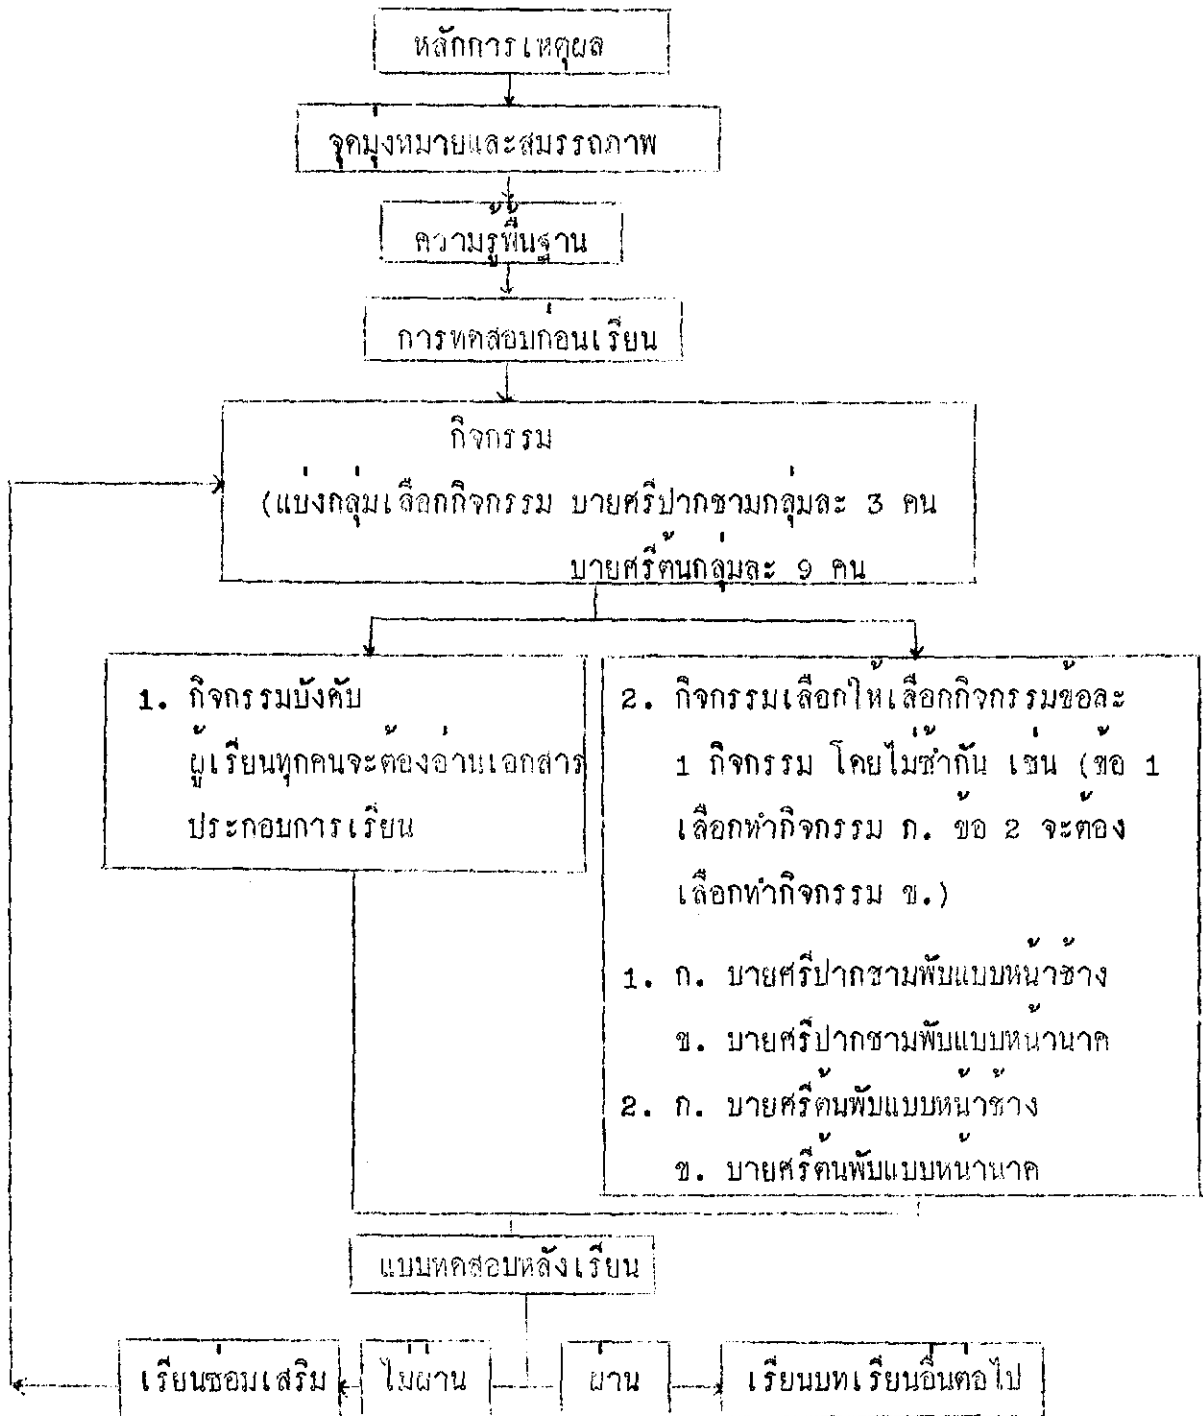 หลักการเหตุผล
จุดมุ่งหมายและสมรรถภาพ
ความรู้พื้นฐาน
การทดสอบก่อนเรียน
กิจกรรม
(แบ่งกลุ่มเลือกกิจกรรม บายศรีปากชามกลุ่มละ 3 คน
บายศรีต้นกลุ่มละ 9 คน
1. กิจกรรมบังคับ
ผู้เรียนทุกคนจะต้องอ่านเอกสาร
ประกอบการเรียน
2. กิจกรรมเลือกให้เลือกกิจกรรมข้อละ
1 กิจกรรม โดยไม่ซ้ำกัน เช่น (ข้อ 1
เลือกทำกิจกรรม ก. ข้อ 2 จะต้อง
เลือกทำกิจกรรม ข.)
1. ก. บายศรีปากชามพับแบบหน้าช้าง
ข. บายศรีปากชามพับแบบหน้านาค
2. ก. บายศรีต้นพับแบบหน้าช้าง
ข. บายศรีต้นพับแบบหน้านาค
แบบทดสอบหลังเรียน
เรียนซ่อมเสริม ไม่ผ่าน ผ่าน เรียนบทเรียนอื่นต่อไป